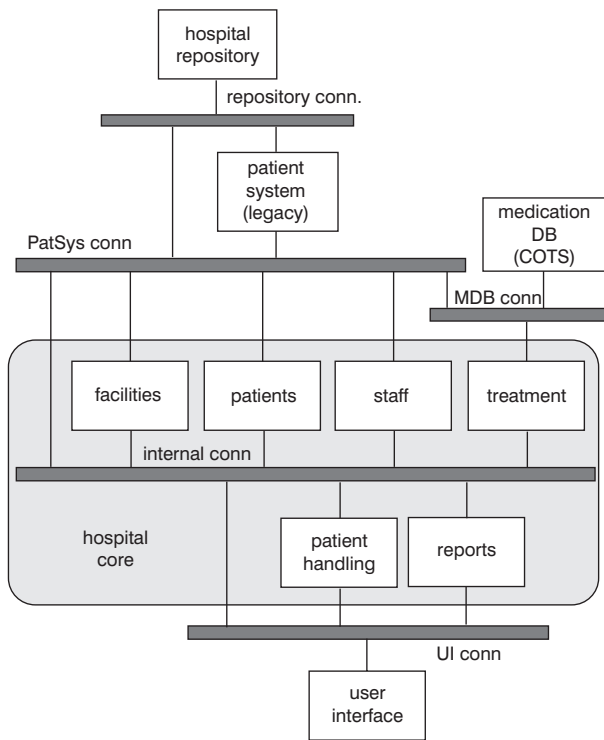 hospital
repository
repository conn.
patient
system
(legacy)
medication
DB
(COTS)
PatSys conn
MDB conn
facilities
patients
staff
treatment
internal conn
hospital
core
patient
handling
reports
UI conn
user
interface